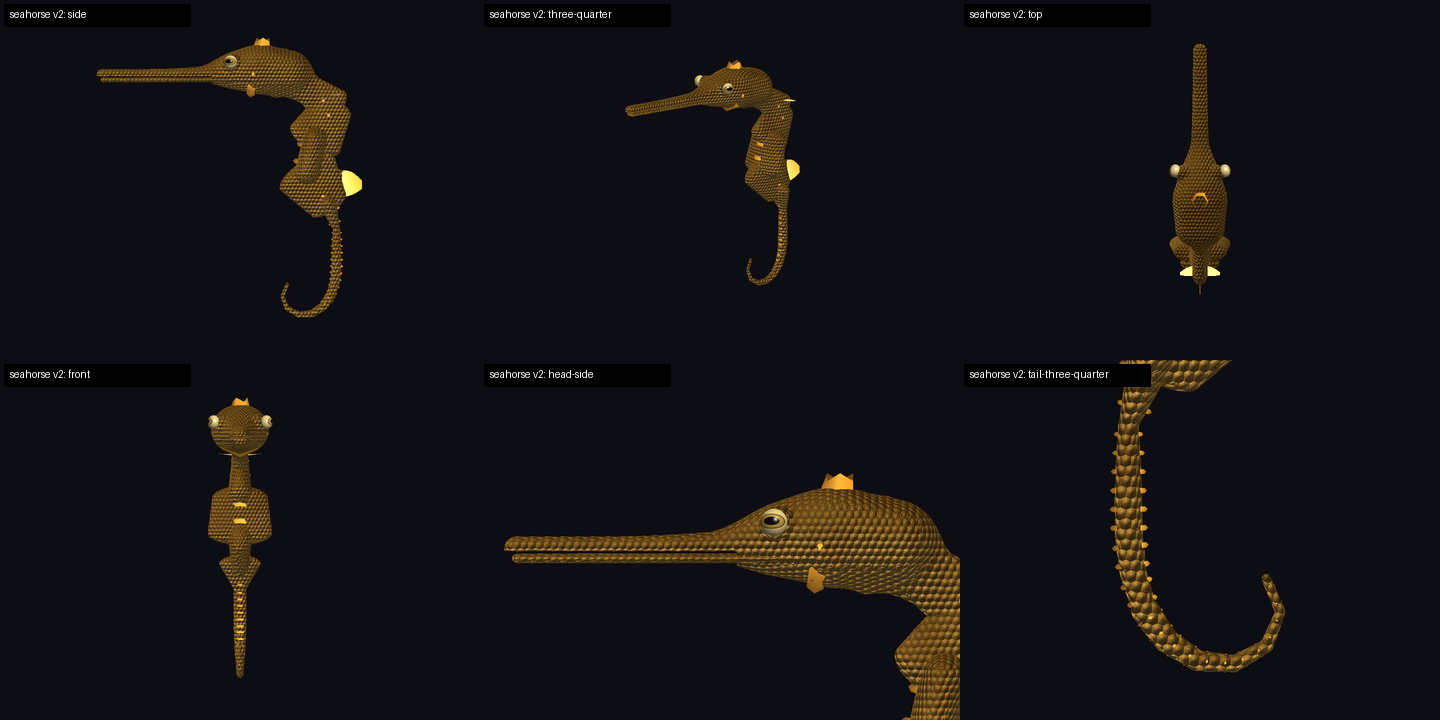 seahorse v2: side
seahorse v2: three-quarter
seahorse v2: top
seahorse v2: front
seahorse v2: head-side
seahorse v2: tail-three-quarter